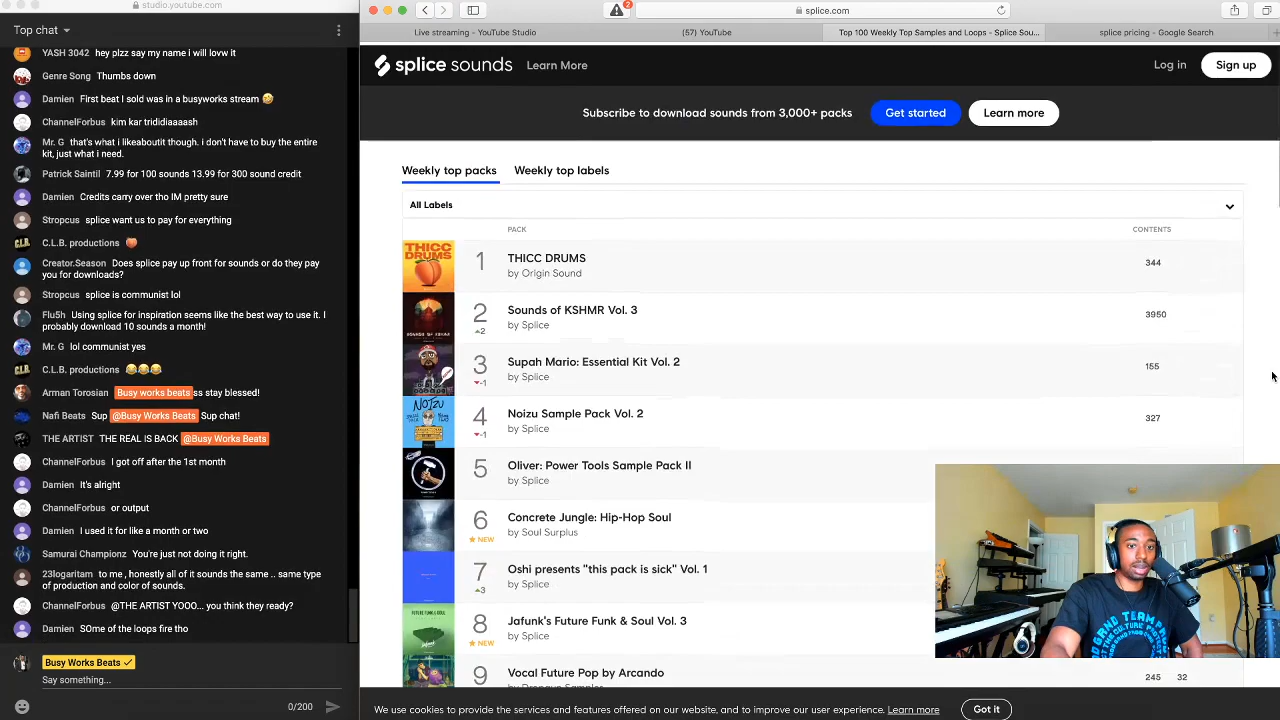 studio.youtube.com
Top chat
YASH 3042 hey plzz say my name i will lovw it
Genre Song Thumbs down
Damien First beat I sold was in a busyworks stream 🤣
ChannelForbus kim kar trididiaaaash
Mr. G that's what i likeaboutit though. i don't have to buy the entire
kit, just what i need.
Patrick Saintil 7.99 for 100 sounds 13.99 for 300 sound credit
Damien Credits carry over tho IM pretty sure
Stropcus splice want us to pay for everything
C.L.B. productions 🍑
Creator.Season Does splice pay up front for sounds or do they pay
you for downloads?
Stropcus splice is communist lol
Flu5h Using splice for inspiration seems like the best way to use it. I
probably download 10 sounds a month!
Mr. G lol communist yes
C.L.B. productions 😂😂😂
Arman Torosian Busy works beats ss stay blessed!
Nafi Beats Sup @Busy Works Beats Sup chat!
THE ARTIST THE REAL IS BACK @Busy Works Beats
ChannelForbus I got off after the 1st month
Damien It's alright
ChannelForbus or output
Damien I used it for like a month or two
Samurai Championz You're just not doing it right.
23logaritam to me , honestly all of it sounds the same .. same type
of production and color of sounds.
ChannelForbus @THE ARTIST YOOO... you think they ready?
Damien SOme of the loops fire tho
Busy Works Beats
Say something...
0/200
2
splice.com
Live streaming - YouTube Studio
(57) YouTube
Top 100 Weekly Top Samples and Loops - Splice Sou...
splice pricing - Google Search
splice sounds Learn More Log in Sign up
Subscribe to download sounds from 3,000+ packs Get started Learn more
Weekly top packs Weekly top labels
All Labels
PACK CONTENTS
THICC
DRUMS
1 THICC DRUMS 344
by Origin Sound
2 Sounds of KSHMR Vol. 3 3950
by Splice
2
3 Supah Mario: Essential Kit Vol. 2 155
by Splice
-1
NOIZU
4 Noizu Sample Pack Vol. 2 327
by Splice
-1
5 Oliver: Power Tools Sample Pack II
by Splice
6 Concrete Jungle: Hip-Hop Soul
by Soul Surplus
NEW
7 Oshi presents "this pack is sick" Vol. 1
by Splice
3
FUTURE FUNK & SOUL
8 Jafunk's Future Funk & Soul Vol. 3
by Splice
NEW
9 Vocal Future Pop by Arcando 245 32
We use cookies to provide the services and features offered on our website, and to improve our user experience. Learn more Got it